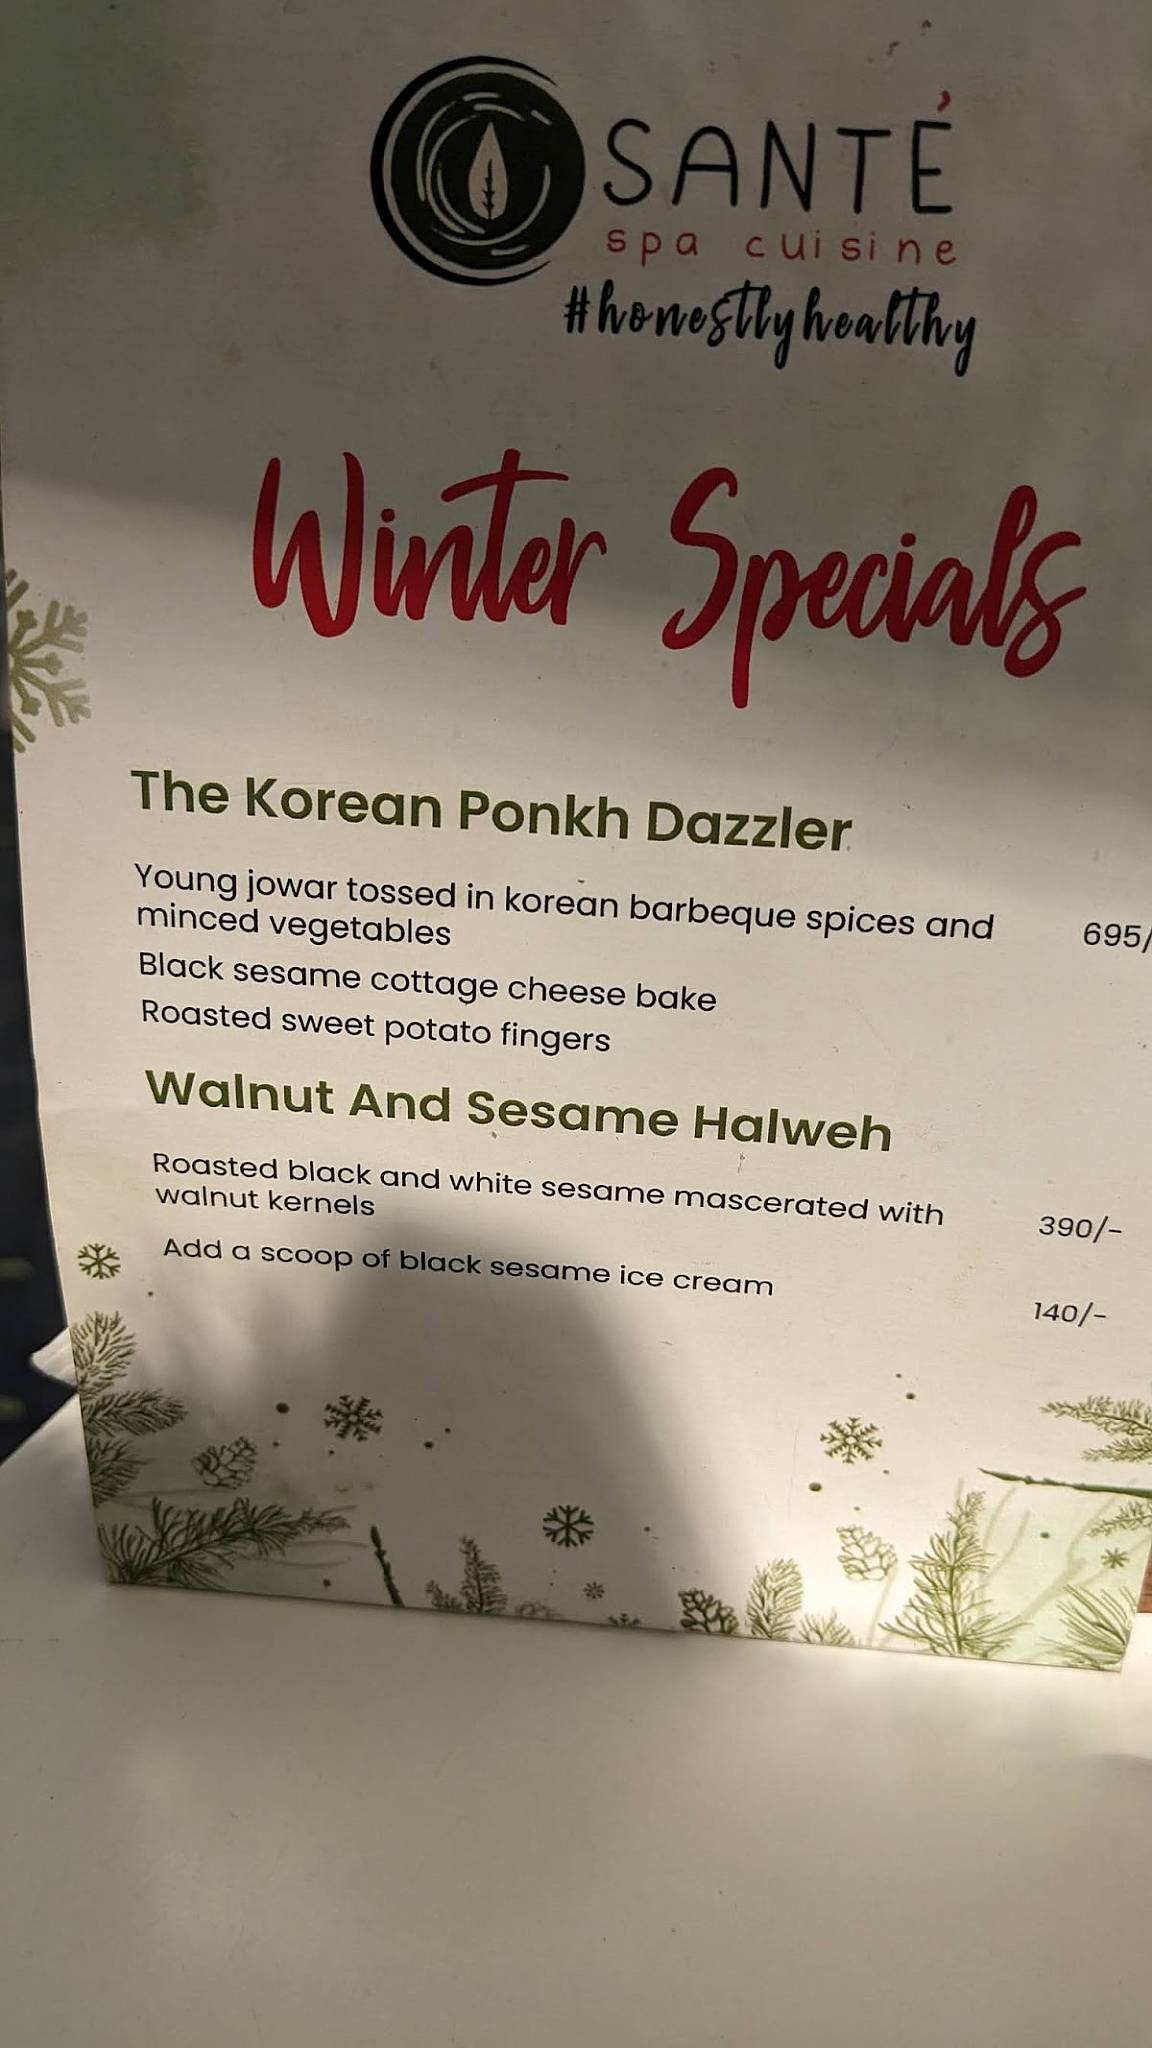 SANTÉ
spa cuisine
#honestlyhealthy
Winter Specials
The Korean Ponkh Dazzler
Young jowar tossed in korean barbeque spices and 695/
minced vegetables
Black sesame cottage cheese bake
Roasted sweet potato fingers
Walnut And Sesame Halweh
Roasted black and white sesame mascerated with 390/-
walnut kernels
Add a scoop of black sesame ice cream 140/-